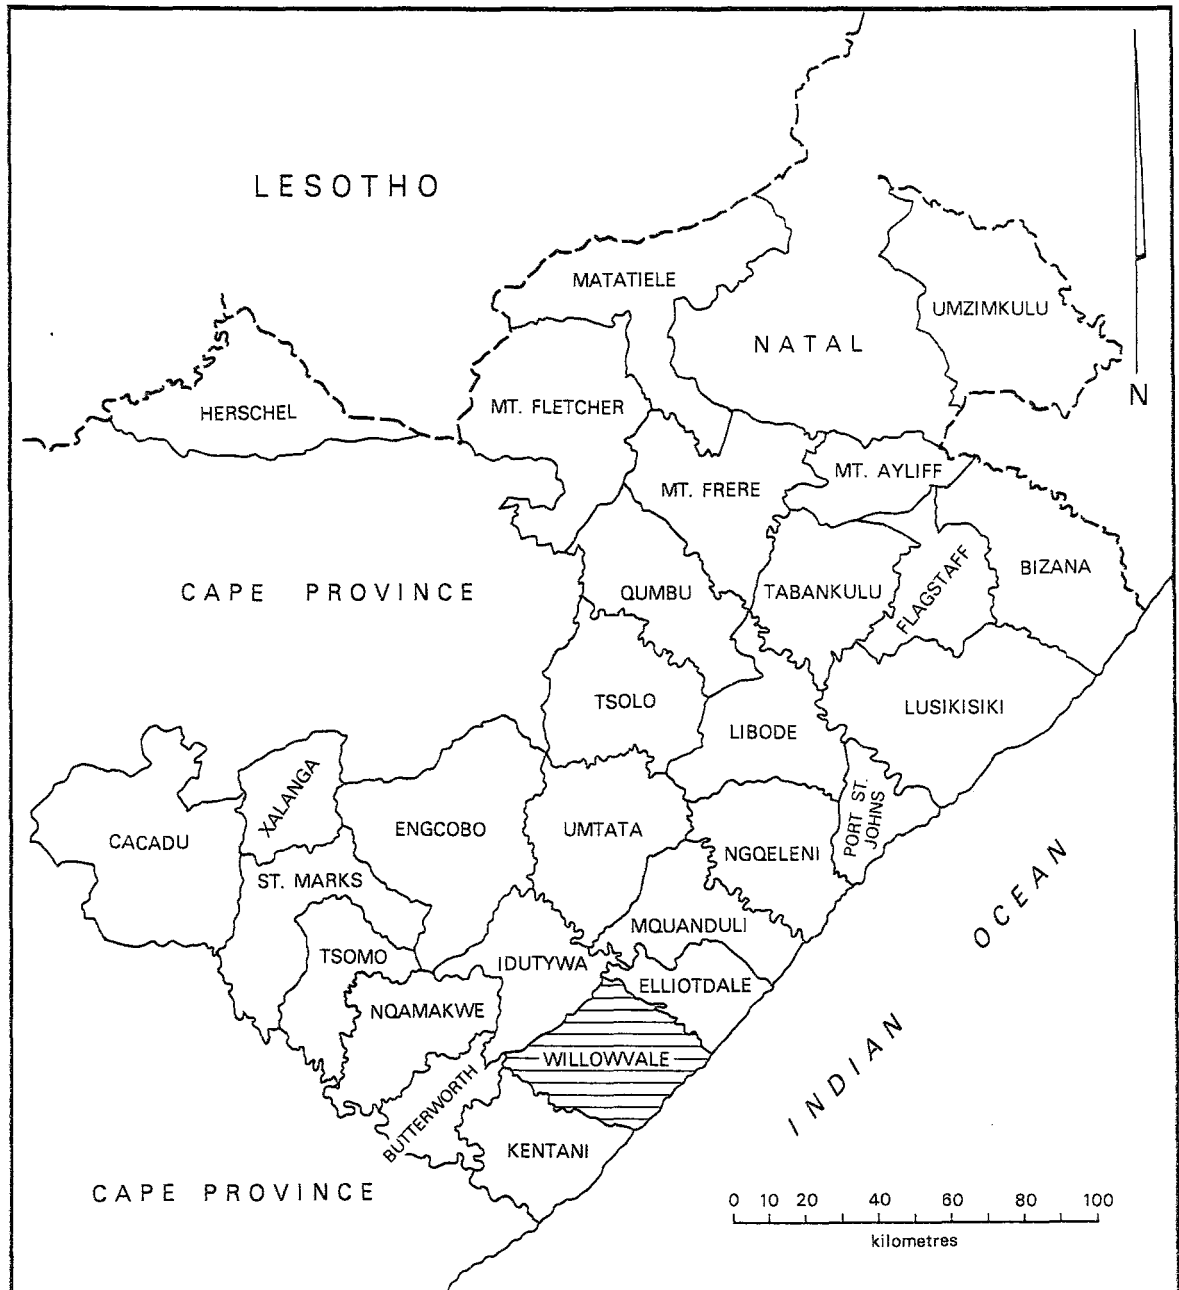 LESOTHO
MATATIELE
UMZIMKULU
NATAL
N
HERSCHEL
MT. FLETCHER
MT. AYLIFF
MT. FRERE
CAPE PROVINCE
QUMBU
TABANKULU
FLAGSTAFF
BIZANA
TSOLO
LIBODE
LUSIKISIKI
XALANGA
CACADU
ENGCOBO
UMTATA
NGQELENI
PORT ST.
JOHNS
ST. MARKS
MQUANDULI
TSOMO
IDUTYWA
ELLIOTDALE
NQAMAKWE
WILLOWVALE
BUTTERWORTH
KENTANI
INDIAN OCEAN
CAPE PROVINCE
0 10 20 40 60 80 100
kilometres